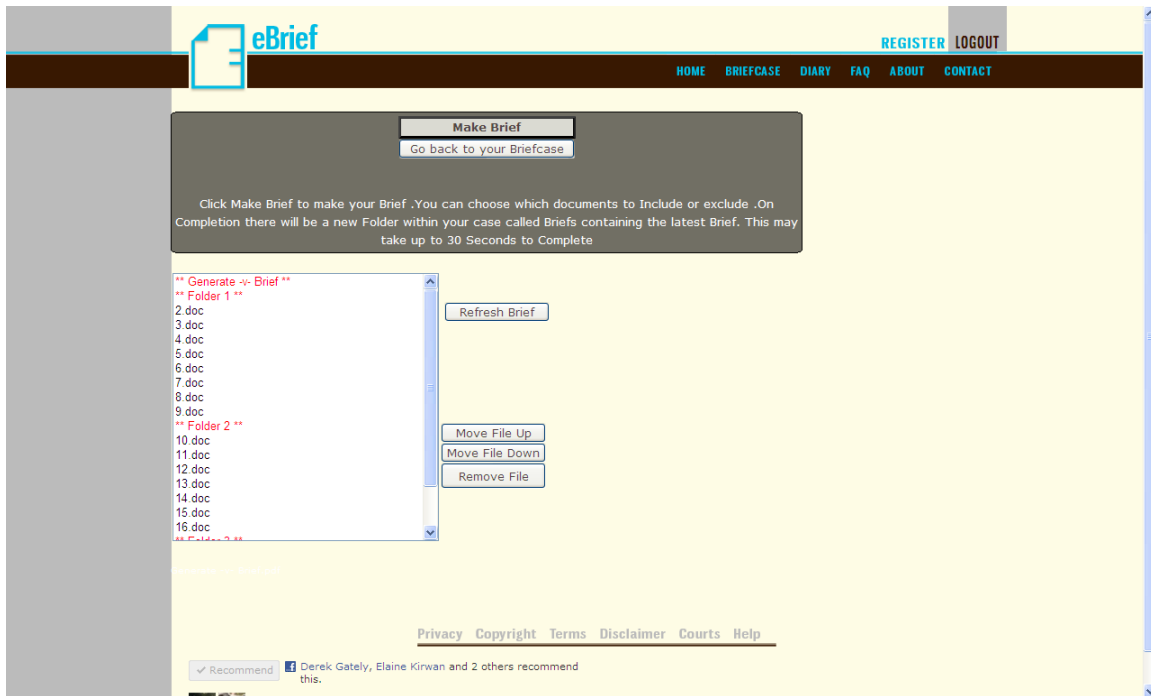 eBrief
REGISTER LOGOUT
HOME BRIEFCASE DIARY FAQ ABOUT CONTACT
Make Brief
Go back to your Briefcase
Click Make Brief to make your Brief .You can choose which documents to Include or exclude .On
Completion there will be a new Folder within your case called Briefs containing the latest Brief. This may
take up to 30 Seconds to Complete
** Generate -v- Brief **
** Folder 1 **
2.doc
Refresh Brief
3.doc
4.doc
5.doc
6.doc
7.doc
8.doc
9.doc
** Folder 2 **
Move File Up
10.doc
11.doc
Move File Down
12.doc
Remove File
13.doc
14.doc
15.doc
16.doc
** Folder 3 **
Privacy Copyright Terms Disclaimer Courts Help
Recommend
Derek Gately, Elaine Kirwan and 2 others recommend
this.